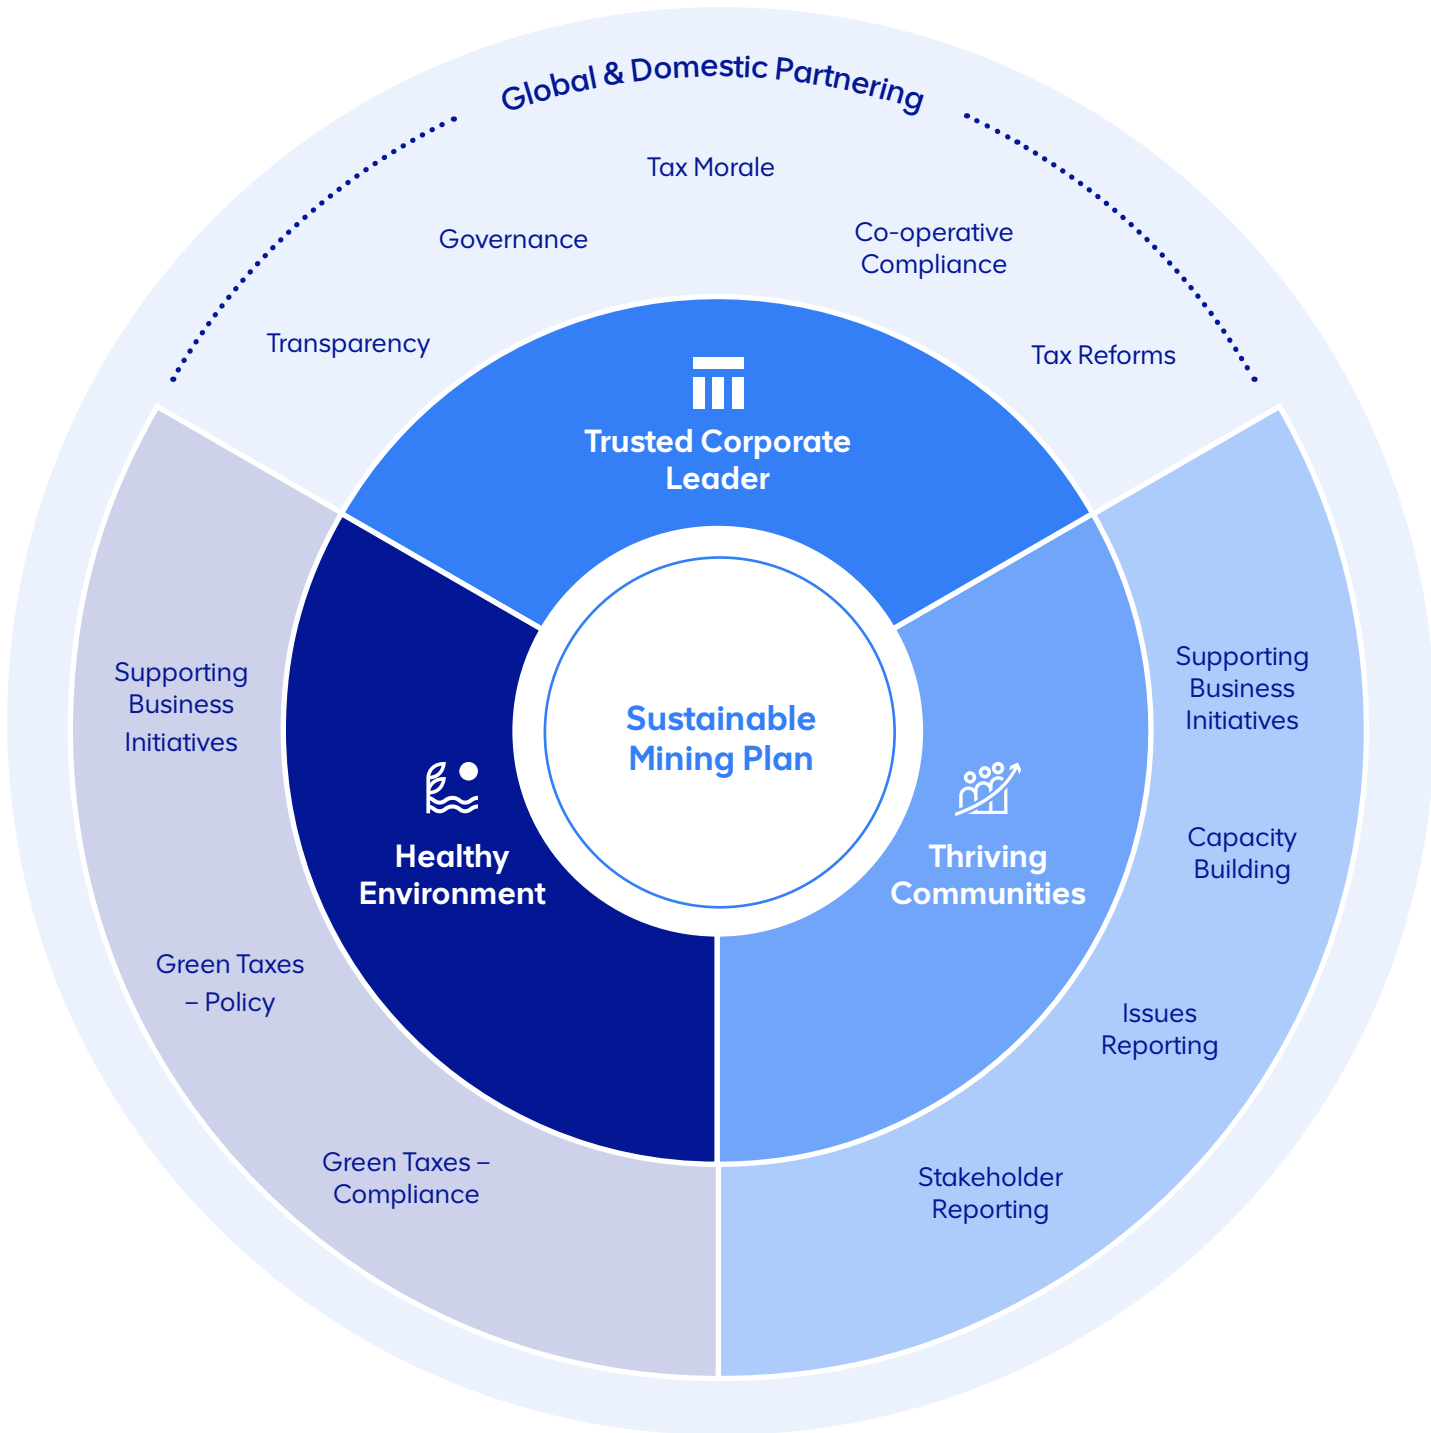 Global & Domestic Partnering
Tax Morale
Governance
Co-operative
Compliance
Transparency
Tax Reforms
Trusted Corporate
Leader
Sustainable
Mining Plan
Healthy
Environment
Thriving
Communities
Supporting
Business
Initiatives
Green Taxes
– Policy
Green Taxes –
Compliance
Supporting
Business
Initiatives
Capacity
Building
Issues
Reporting
Stakeholder
Reporting